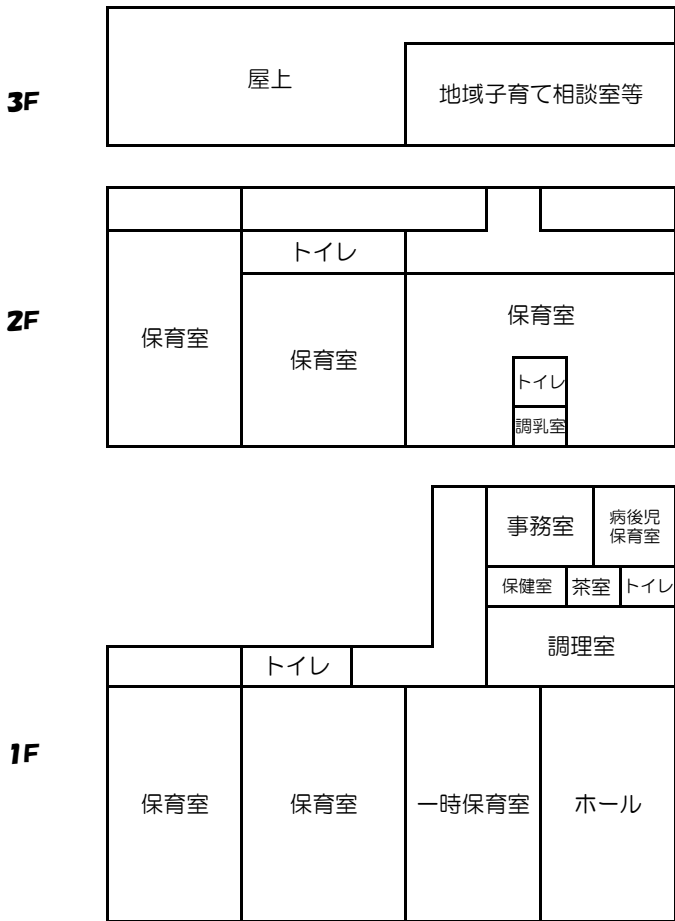 3F
屋上
地域子育て相談室等
2F
トイレ
保育室
保育室
保育室
トイレ
調乳室
1F
事務室
病後児
保育室
保健室
茶室
トイレ
調理室
トイレ
保育室
保育室
一時保育室
ホール